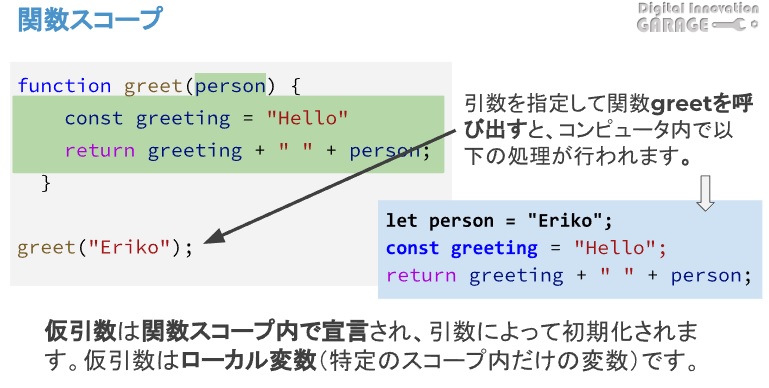 関数スコープ
Digital Innovation
GARAGE
function greet(person) {
const greeting = "Hello"
return greeting + " " + person;
}
greet("Eriko");
引数を指定して関数greetを呼
び出すと、コンピュータ内で以
下の処理が行われます。
let person = "Eriko";
const greeting = "Hello";
return greeting + " " + person;
仮引数は関数スコープ内で宣言され、引数によって初期化されま
す。仮引数はローカル変数（特定のスコープ内だけの変数）です。